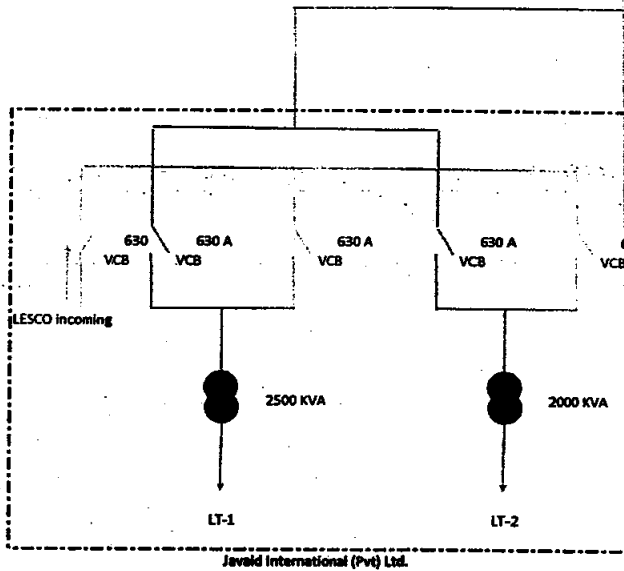 630 630 A 630 A 630 A 6
VCB VCB VCB VCB VCB
LESCO incoming
2500 KVA 2000 KVA
LT-1 LT-2
Javaid International (Pvt) Ltd.